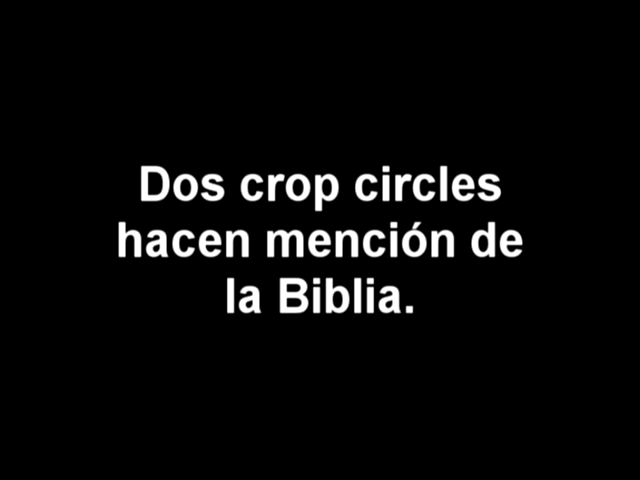 Dos crop circles
hacen mención de
la Biblia.